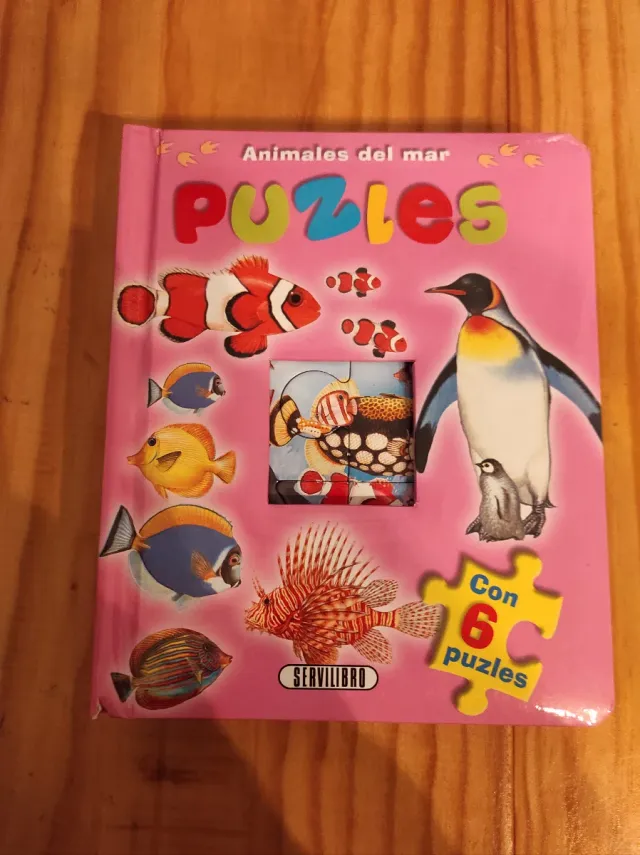 Animales del mar
PUZLES
Con
6
puzles
SERVILIBRO